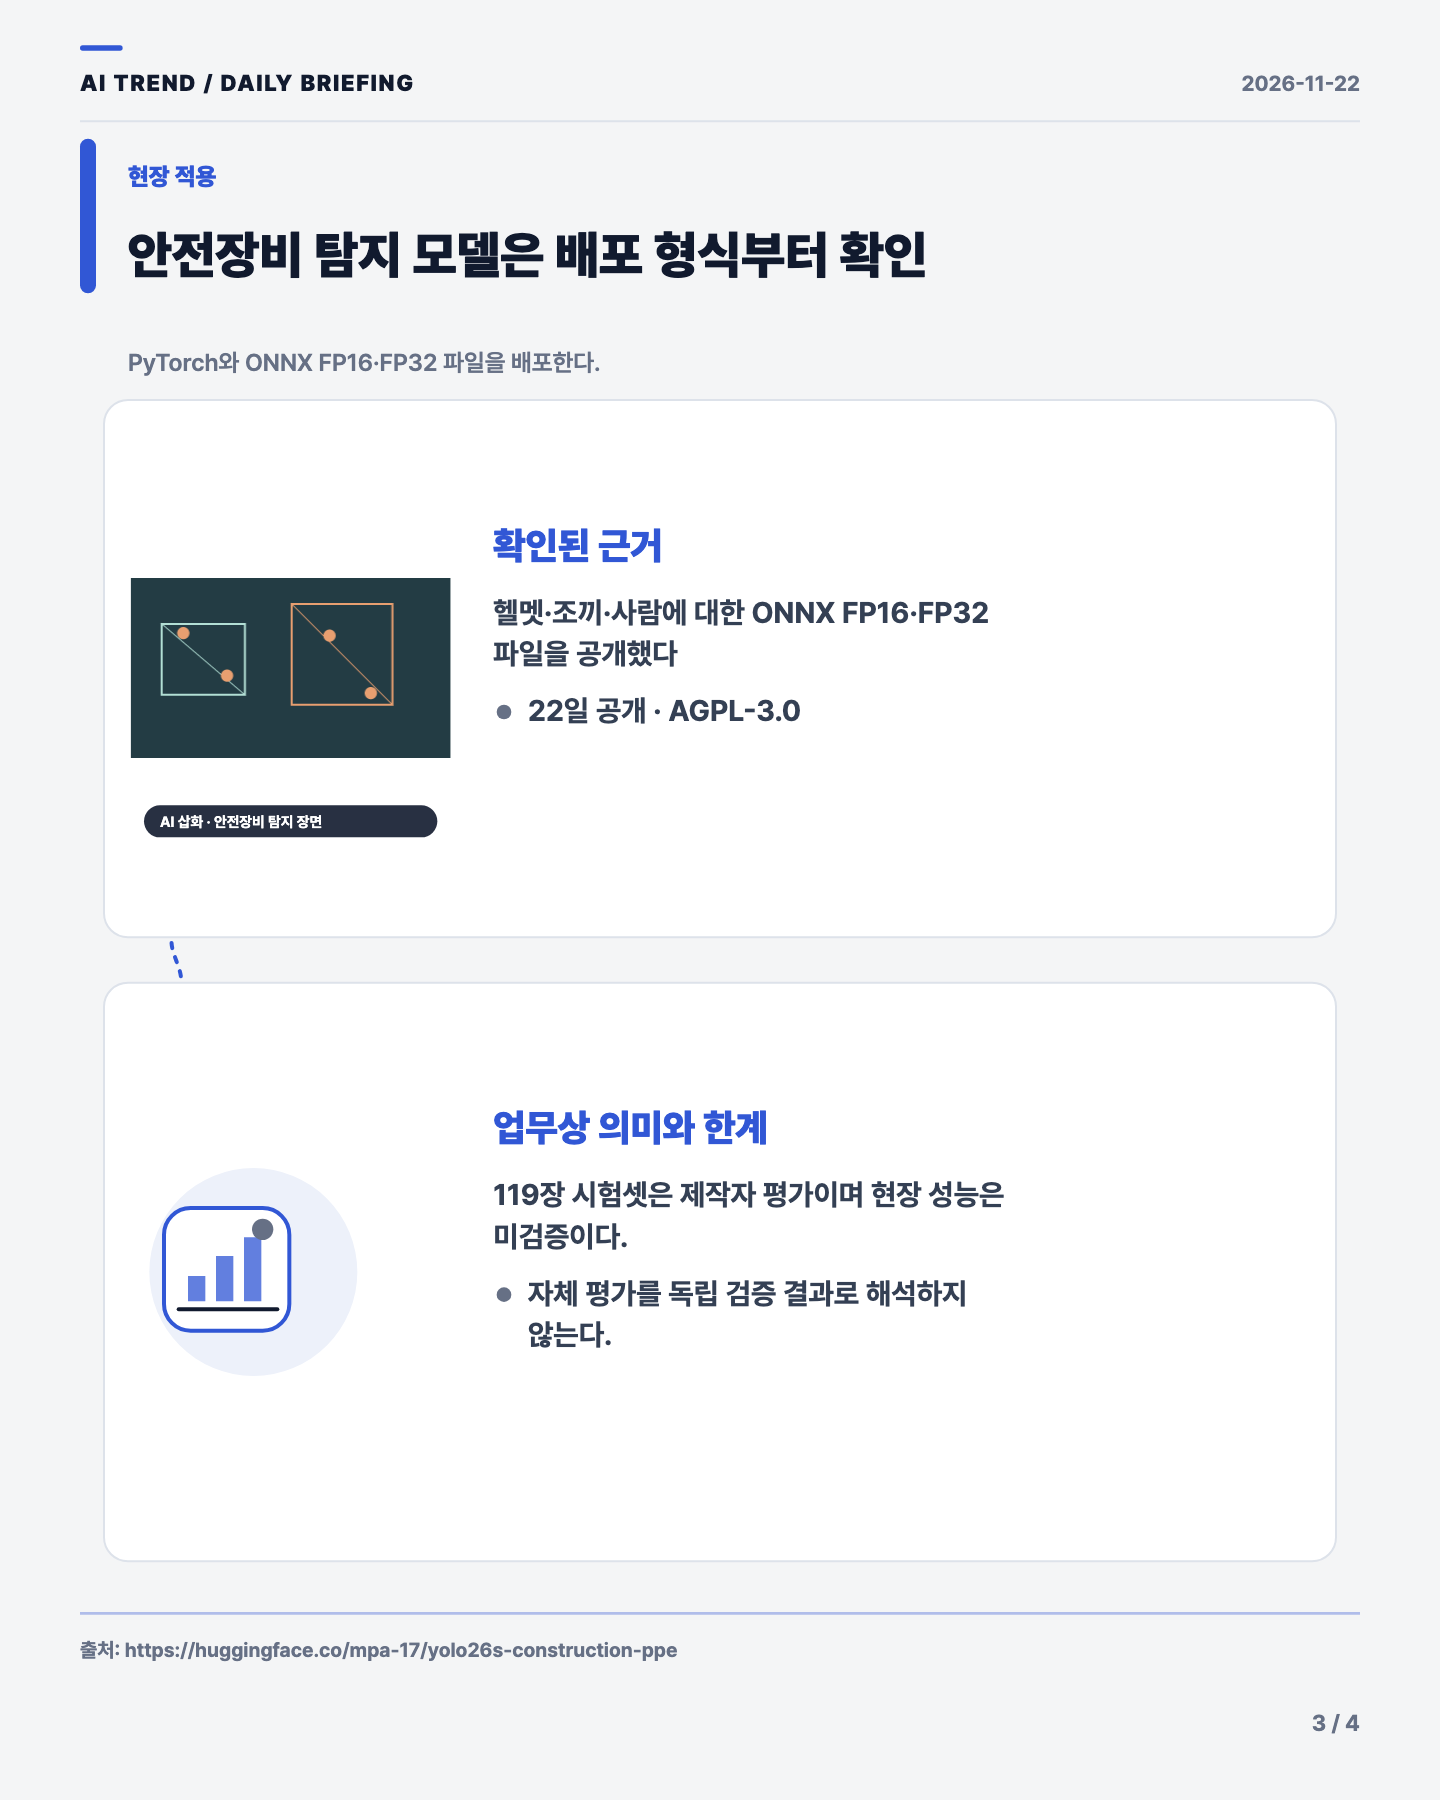 AI TREND / DAILY BRIEFING
2026-11-22
현장 적용
안전장비 탐지 모델은 배포 형식부터 확인
PyTorch와 ONNX FP16·FP32 파일을 배포한다.
확인된 근거
헬멧·조끼·사람에 대한 ONNX FP16·FP32
파일을 공개했다
22일 공개 · AGPL-3.0
AI 삽화 · 안전장비 탐지 장면
업무상 의미와 한계
119장 시험셋은 제작자 평가이며 현장 성능은
미검증이다.
자체 평가를 독립 검증 결과로 해석하지
않는다.
출처: https://huggingface.co/mpa-17/yolo26s-construction-ppe
3 / 4